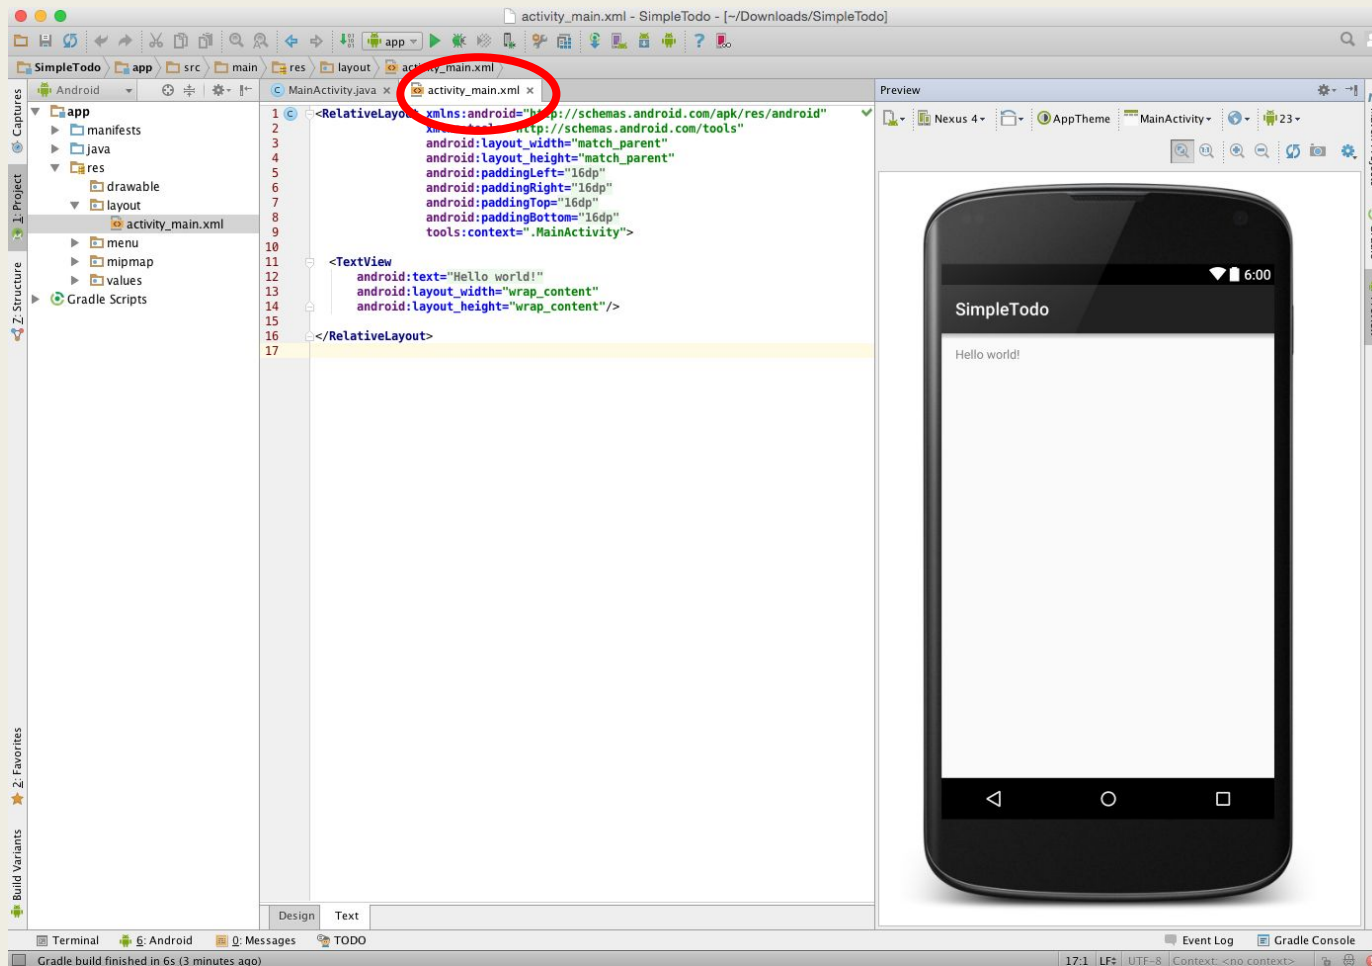 activity_main.xml - SimpleTodo - [~/Downloads/SimpleTodo]
app
SimpleTodo app src main res layout activity_main.xml
Captures
1: Project
Z: Structure
2: Favorites
Build Variants
Android
app
manifests
java
res
drawable
layout
activity_main.xml
menu
mipmap
values
Gradle Scripts
MainActivity.java
activity_main.xml
1 <RelativeLayout xmlns:android="http://schemas.android.com/apk/res/android"
2 xmlns:tools="http://schemas.android.com/tools"
3 android:layout_width="match_parent"
4 android:layout_height="match_parent"
5 android:paddingLeft="16dp"
6 android:paddingRight="16dp"
7 android:paddingTop="16dp"
8 android:paddingBottom="16dp"
9 tools:context=".MainActivity">
10
11 <TextView
12 android:text="Hello world!"
13 android:layout_width="wrap_content"
14 android:layout_height="wrap_content"/>
15
16 </RelativeLayout>
17
Design Text
Preview
Nexus 4 AppTheme MainActivity 23
6:00
SimpleTodo
Hello world!
Terminal 6: Android 0: Messages TODO Event Log Gradle Console
Gradle build finished in 6s (3 minutes ago) 17:1 LF UTF-8 Context: <no context>